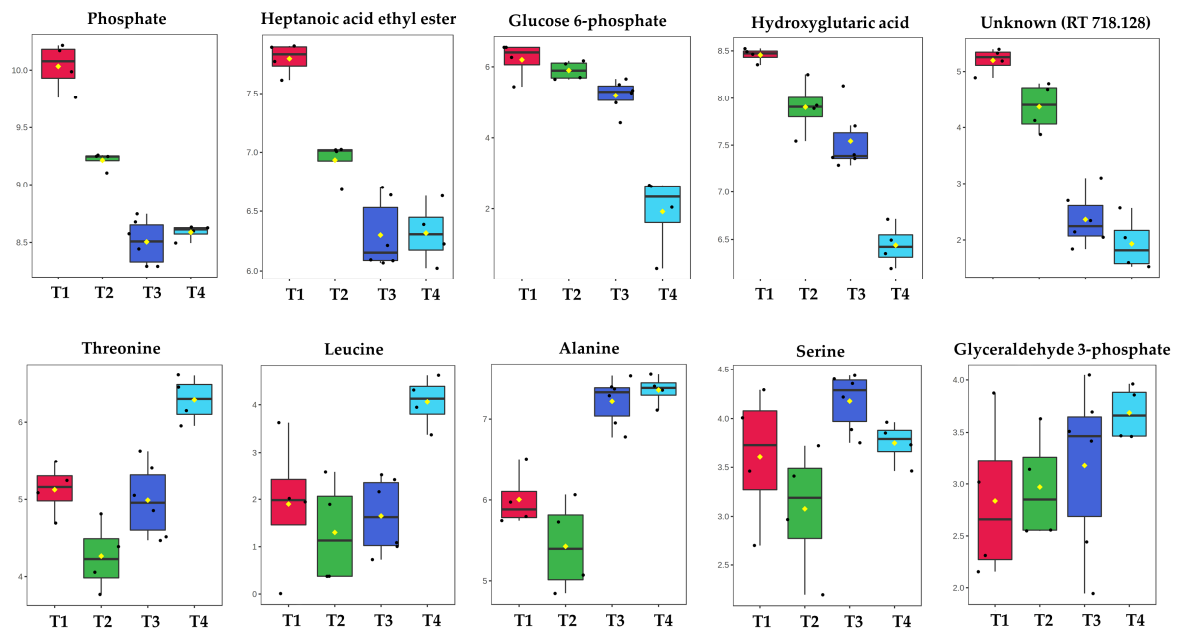 Phosphate
10.0
9.5
9.0
8.5
T1 T2 T3 T4
Heptanoic acid ethyl ester
7.5
7.0
6.5
6.0
T1 T2 T3 T4
Glucose 6-phosphate
6
4
2
T1 T2 T3 T4
Hydroxyglutaric acid
8.5
8.0
7.5
7.0
6.5
T1 T2 T3 T4
Unknown (RT 718.128)
5
4
3
2
Threonine
6
5
4
T1 T2 T3 T4
Leucine
4
3
2
1
0
T1 T2 T3 T4
Alanine
7
6
5
T1 T2 T3 T4
Serine
4.5
4.0
3.5
3.0
2.5
T1 T2 T3 T4
Glyceraldehyde 3-phosphate
4.0
3.5
3.0
2.5
2.0
T1 T2 T3 T4